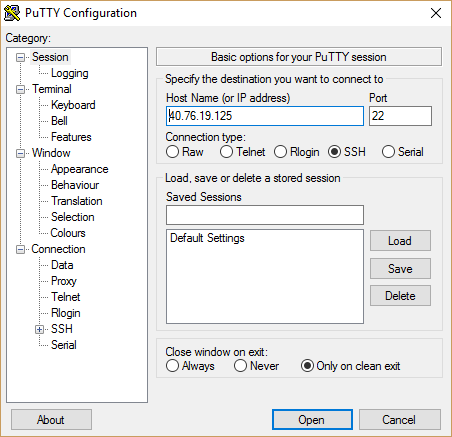 PuTTY Configuration
Category:
Session
Logging
Terminal
Keyboard
Bell
Features
Window
Appearance
Behaviour
Translation
Selection
Colours
Connection
Data
Proxy
Telnet
Rlogin
SSH
Serial
Basic options for your PuTTY session
Specify the destination you want to connect to
Host Name (or IP address) Port
40.76.19.125 22
Connection type:
Raw Telnet Rlogin SSH Serial
Load, save or delete a stored session
Saved Sessions
Default Settings
Load
Save
Delete
Close window on exit:
Always Never Only on clean exit
About Open Cancel